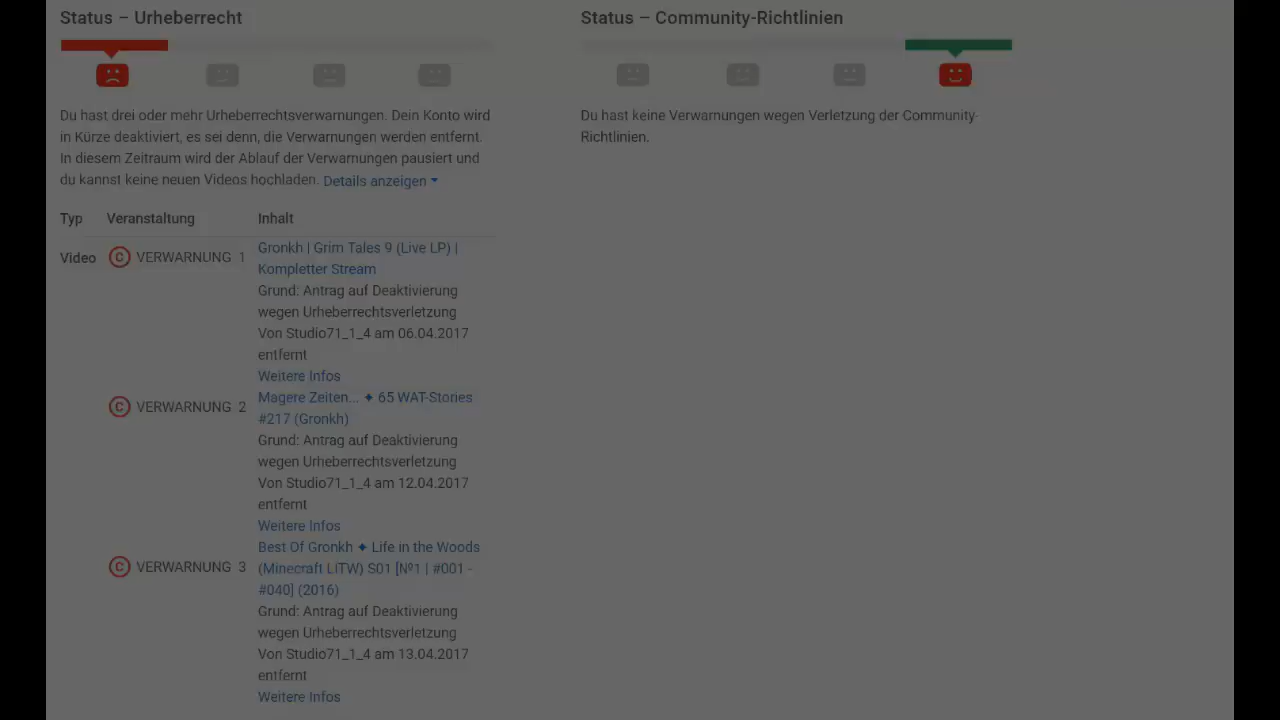 Status – Urheberrecht
Du hast drei oder mehr Urheberrechtsverwarnungen. Dein Konto wird
in Kürze deaktiviert, es sei denn, die Verwarnungen werden entfernt.
In diesem Zeitraum wird der Ablauf der Verwarnungen pausiert und
du kannst keine neuen Videos hochladen. Details anzeigen
Typ Veranstaltung Inhalt
Video C VERWARNUNG 1 Gronkh | Grim Tales 9 (Live LP) |
Kompletter Stream
Grund: Antrag auf Deaktivierung
wegen Urheberrechtsverletzung
Von Studio71_1_4 am 06.04.2017
entfernt
Weitere Infos
C VERWARNUNG 2 Magere Zeiten... ✦ 65 WAT-Stories
#217 (Gronkh)
Grund: Antrag auf Deaktivierung
wegen Urheberrechtsverletzung
Von Studio71_1_4 am 12.04.2017
entfernt
Weitere Infos
C VERWARNUNG 3 Best Of Gronkh ✦ Life in the Woods
(Minecraft LiTW) S01 [№1 | #001 -
#040] (2016)
Grund: Antrag auf Deaktivierung
wegen Urheberrechtsverletzung
Von Studio71_1_4 am 13.04.2017
entfernt
Weitere Infos
Status – Community-Richtlinien
Du hast keine Verwarnungen wegen Verletzung der Community-
Richtlinien.